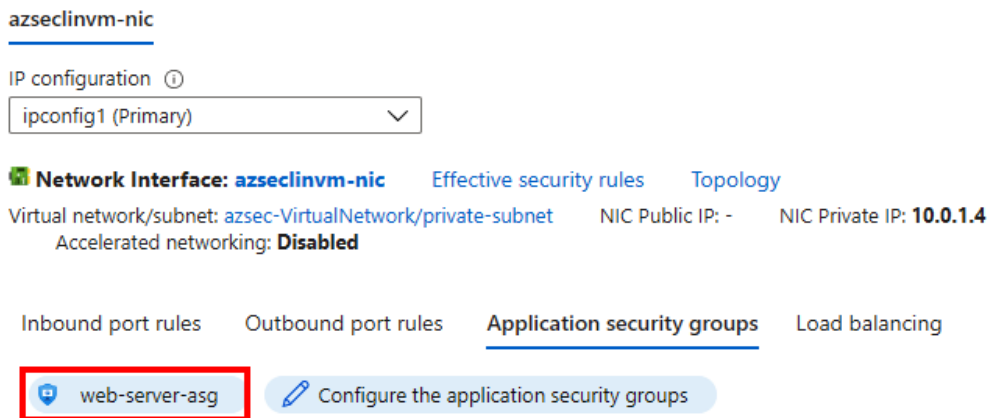 azseclinvm-nic
IP configuration
ipconfig1 (Primary)
Network Interface: azseclinvm-nic Effective security rules Topology
Virtual network/subnet: azsec-VirtualNetwork/private-subnet NIC Public IP: - NIC Private IP: 10.0.1.4
Accelerated networking: Disabled
Inbound port rules Outbound port rules Application security groups Load balancing
web-server-asg Configure the application security groups